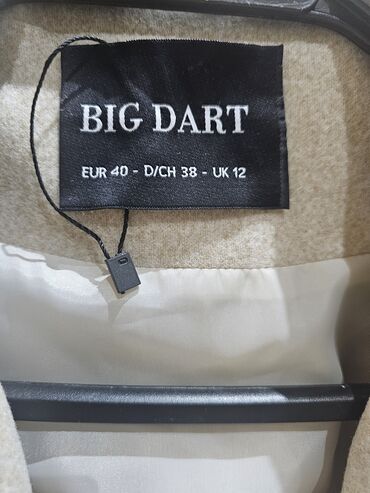 BIG DART
EUR 40 - D/CH 38 - UK 12